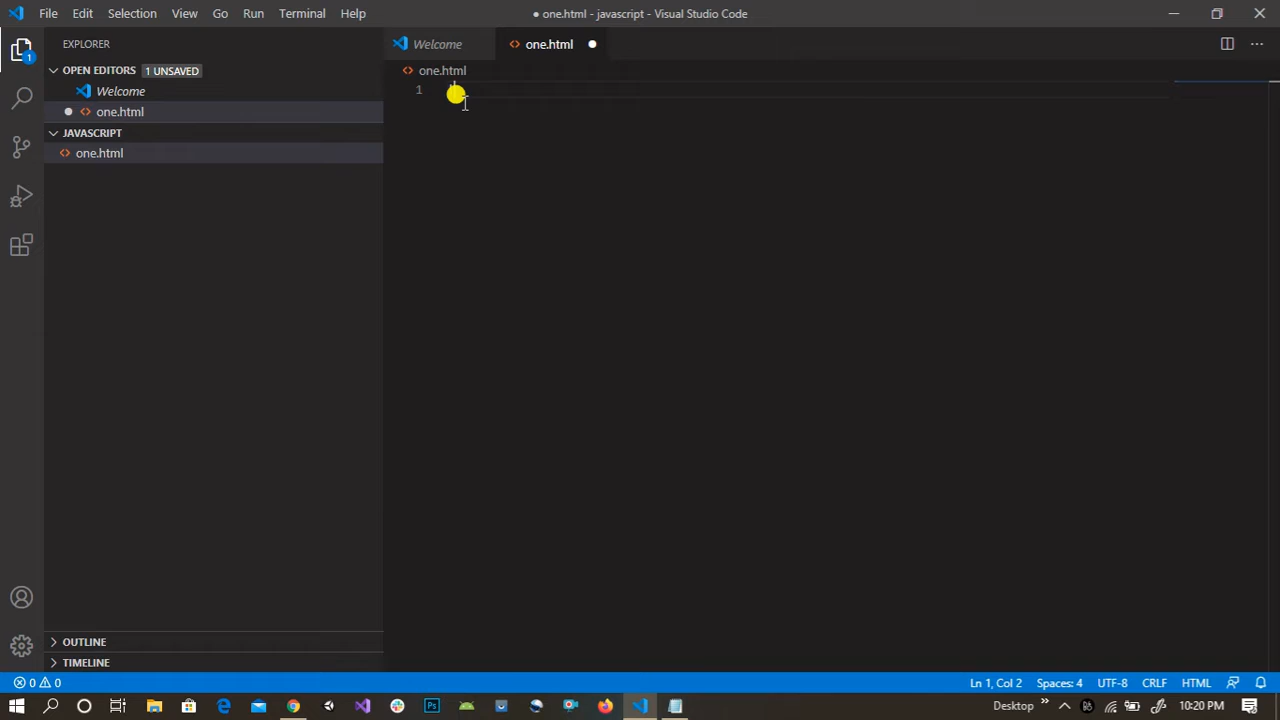 File Edit Selection View Go Run Terminal Help
● one.html - javascript - Visual Studio Code
EXPLORER
Welcome
one.html
OPEN EDITORS 1 UNSAVED
one.html
Welcome
1
one.html
JAVASCRIPT
one.html
OUTLINE
TIMELINE
0 0
Ln 1, Col 2 Spaces: 4 UTF-8 CRLF HTML
Desktop
10:20 PM